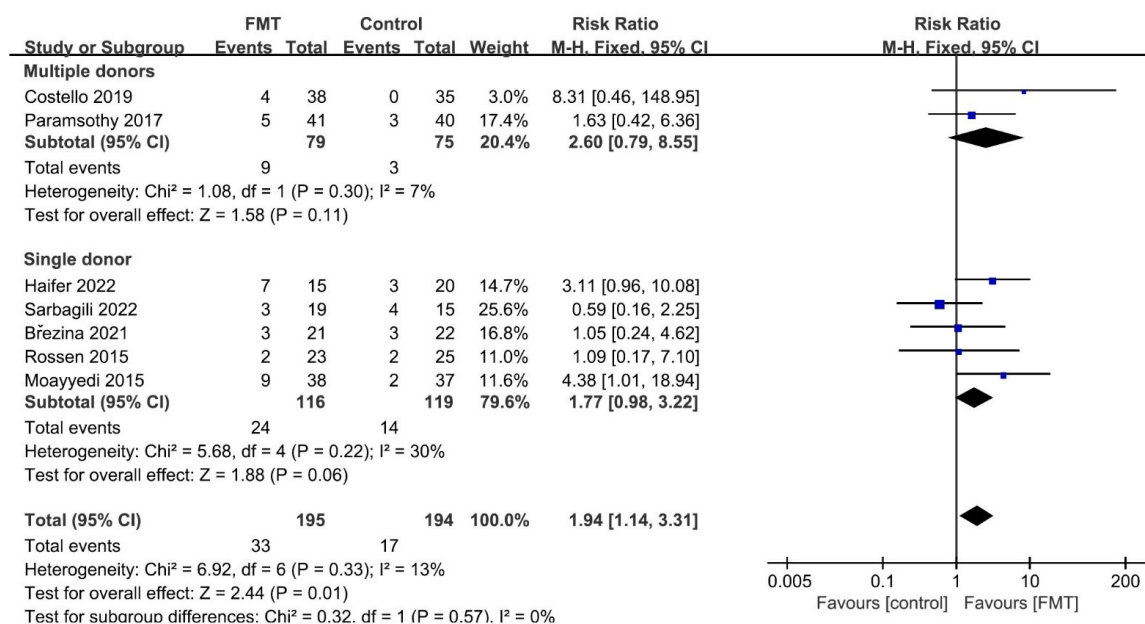 FMT Control Risk Ratio Risk Ratio
Study or Subgroup Events Total Events Total Weight M-H. Fixed. 95% CI M-H. Fixed. 95% CI
Multiple donors
Costello 2019 4 38 0 35 3.0% 8.31 [0.46, 148.95]
Paramsothy 2017 5 41 3 40 17.4% 1.63 [0.42, 6.36]
Subtotal (95% CI) 79 75 20.4% 2.60 [0.79, 8.55]
Total events 9 3
Heterogeneity: Chi² = 1.08, df = 1 (P = 0.30); I² = 7%
Test for overall effect: Z = 1.58 (P = 0.11)
Single donor
Haifer 2022 7 15 3 20 14.7% 3.11 [0.96, 10.08]
Sarbagili 2022 3 19 4 15 25.6% 0.59 [0.16, 2.25]
Březina 2021 3 21 3 22 16.8% 1.05 [0.24, 4.62]
Rossen 2015 2 23 2 25 11.0% 1.09 [0.17, 7.10]
Moayyedi 2015 9 38 2 37 11.6% 4.38 [1.01, 18.94]
Subtotal (95% CI) 116 119 79.6% 1.77 [0.98, 3.22]
Total events 24 14
Heterogeneity: Chi² = 5.68, df = 4 (P = 0.22); I² = 30%
Test for overall effect: Z = 1.88 (P = 0.06)
Total (95% CI) 195 194 100.0% 1.94 [1.14, 3.31]
Total events 33 17
Heterogeneity: Chi² = 6.92, df = 6 (P = 0.33); I² = 13%
Test for overall effect: Z = 2.44 (P = 0.01)
Test for subgroup differences: Chi² = 0.32, df = 1 (P = 0.57), I² = 0%
0.005 0.1 1 10 200
Favours [control] Favours [FMT]